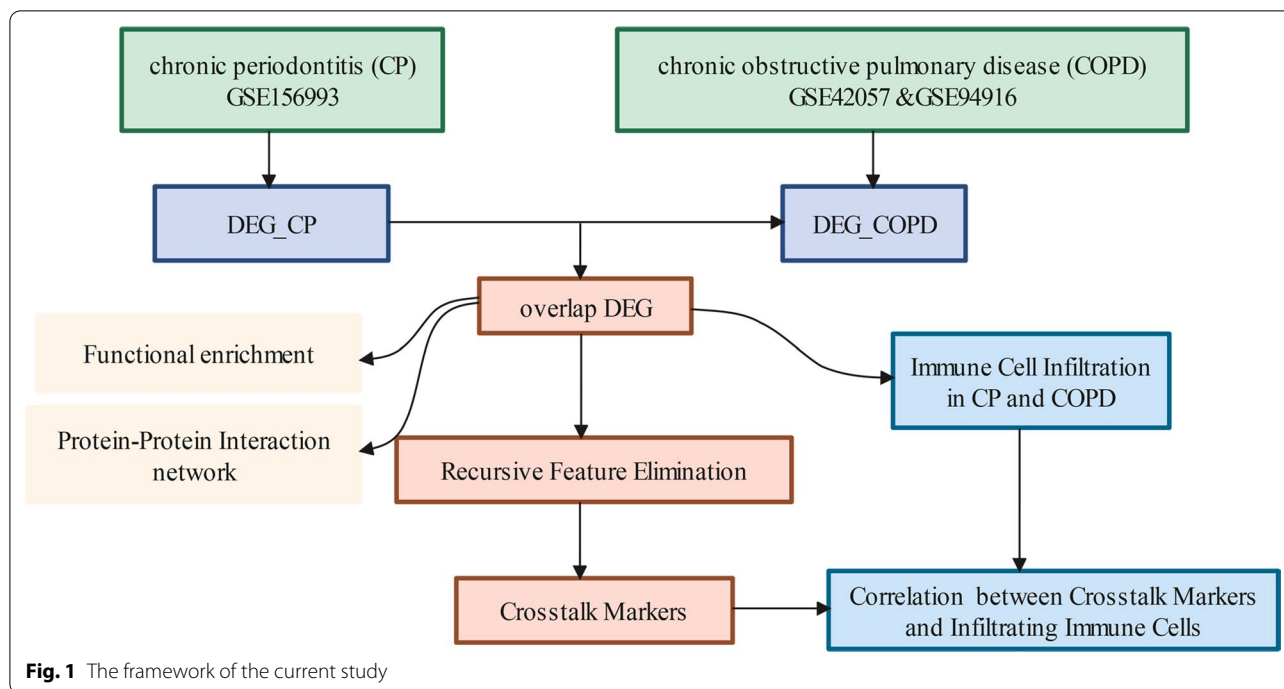 chronic periodontitis (CP)
GSE156993
chronic obstructive pulmonary disease (COPD)
GSE42057 &GSE94916
DEG_CP
DEG_COPD
overlap DEG
Functional enrichment
Protein-Protein Interaction
network
Immune Cell Infiltration
in CP and COPD
Recursive Feature Elimination
Crosstalk Markers
Correlation between Crosstalk Markers
and Infiltrating Immune Cells
Fig. 1 The framework of the current study